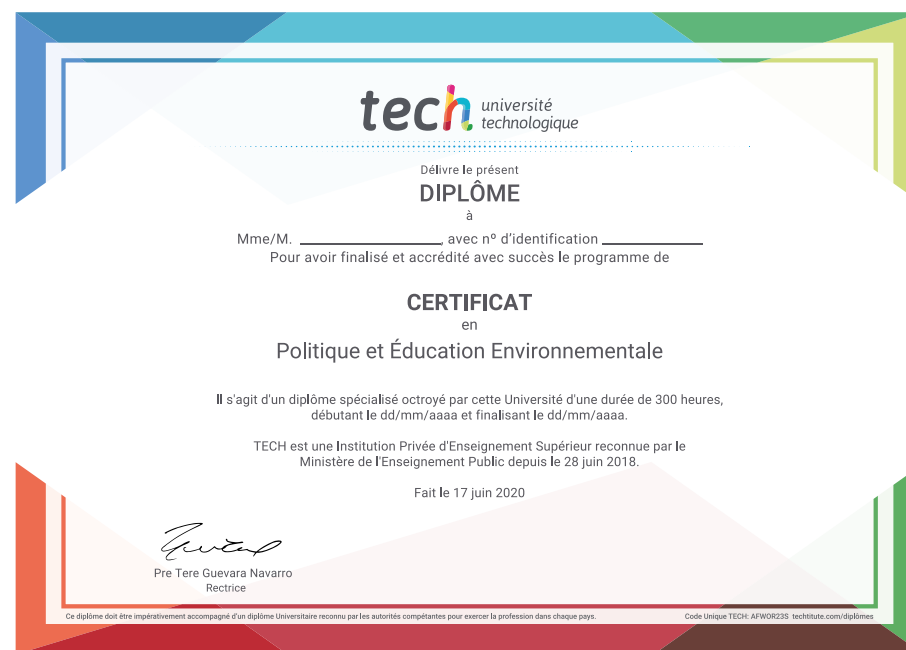 tech université
technologique
Délivre le présent
DIPLÔME
à
Mme/M. ____________________, avec nº d'identification ______________
Pour avoir finalisé et accrédité avec succès le programme de
CERTIFICAT
en
Politique et Éducation Environnementale
Il s'agit d'un diplôme spécialisé octroyé par cette Université d'une durée de 300 heures,
débutant le dd/mm/aaaa et finalisant le dd/mm/aaaa.
TECH est une Institution Privée d'Enseignement Supérieur reconnue par le
Ministère de l'Enseignement Public depuis le 28 juin 2018.
Fait le 17 juin 2020
Pre Tere Guevara Navarro
Rectrice
Ce diplôme doit être impérativement accompagné d'un diplôme Universitaire reconnu par les autorités compétantes pour exercer la profession dans chaque pays.
Code Unique TECH: AFWOR23S techtitute.com/diplômes